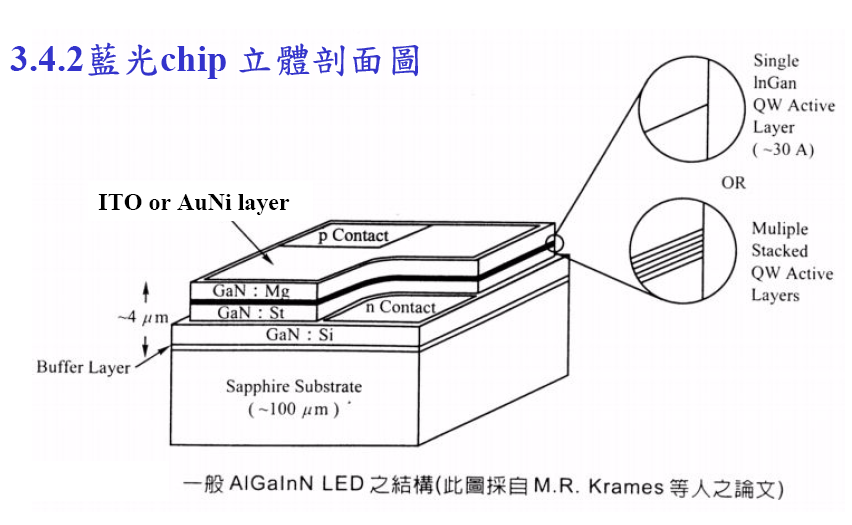 3.4.2藍光chip 立體剖面圖
Single
InGan
QW Active
Layer
( ~30 A)
OR
Muliple
Stacked
QW Active
Layers
ITO or AuNi layer
p Contact
GaN : Mg
GaN : St
n Contact
~4 μm
GaN : Si
Buffer Layer
Sapphire Substrate
( ~100 μm )
一般 AlGaInN LED 之結構(此圖採自 M.R. Krames 等人之論文)